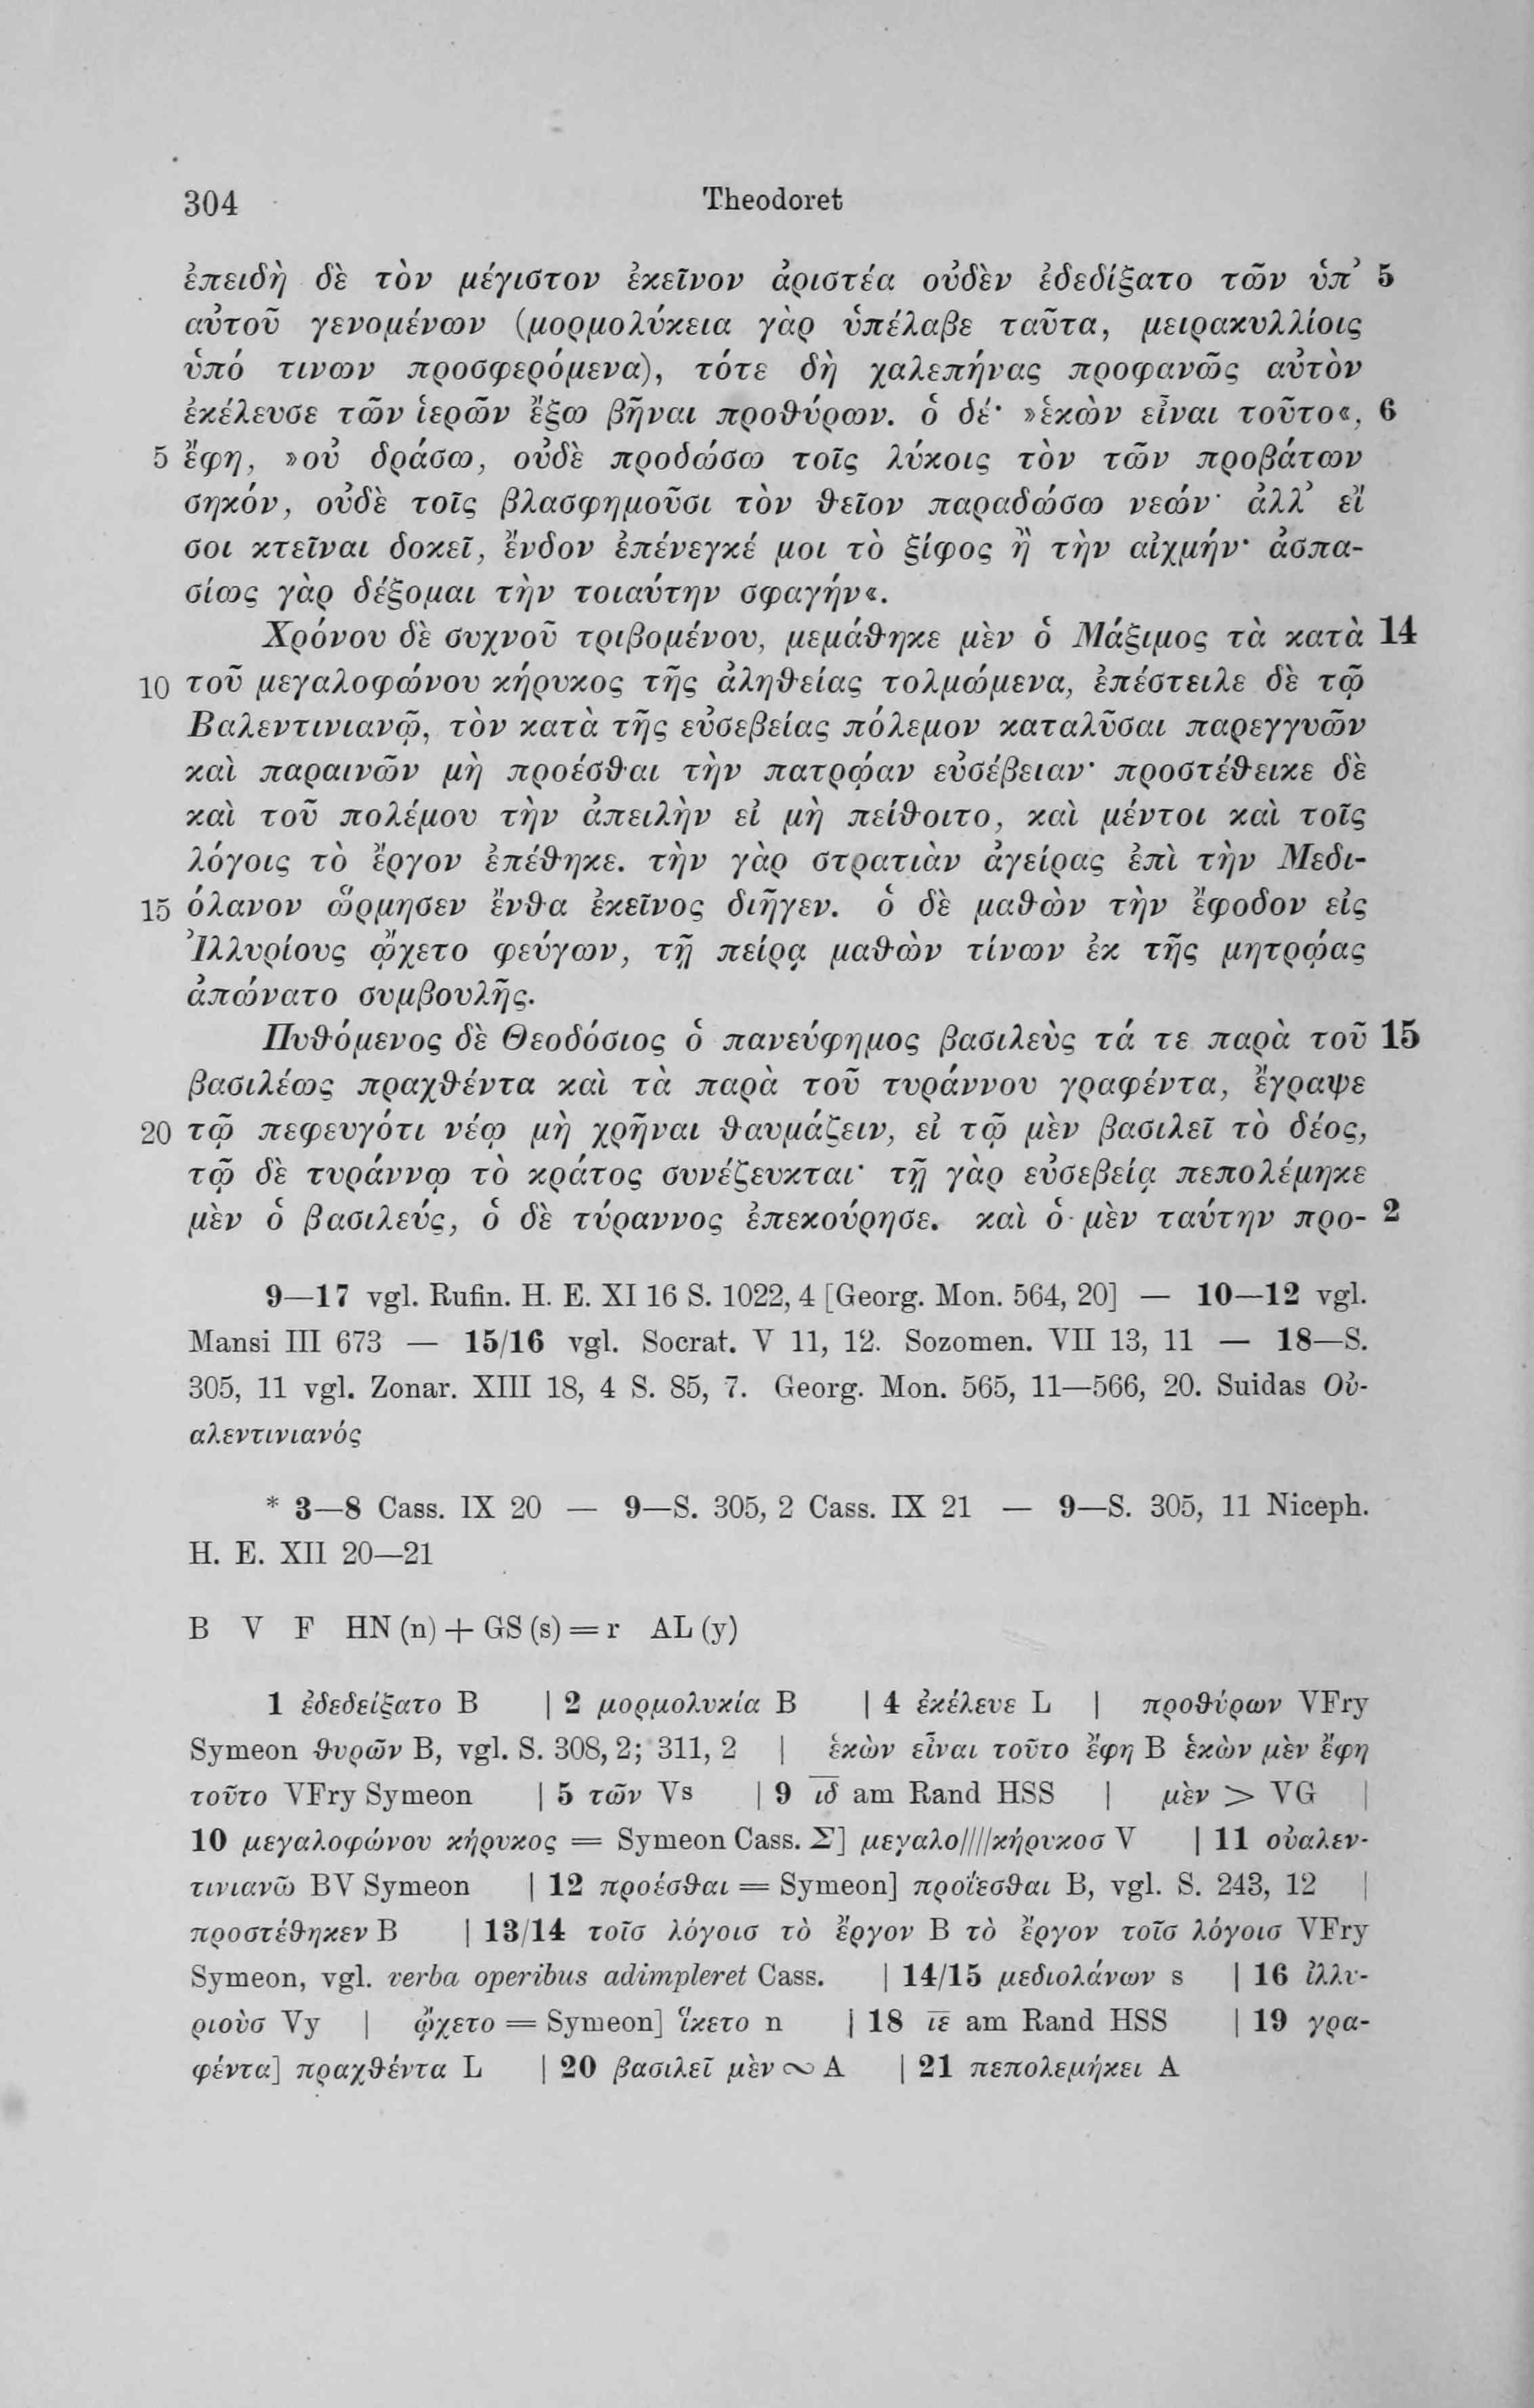 304 Theodoret
ἐπειδὴ δὲ τὸν μέγιστον ἐκεῖνον ἀριστέα οὐδὲν ἐδεδίξατο τῶν ὑπ’ 5
αὐτοῦ γενομένων (μορμολύκεια γὰρ ὑπέλαβε ταῦτα, μειρακυλλίοις
ὑπό τινων προσφερόμενα), τότε δὴ χαλεπήνας προφανῶς αὐτὸν
ἐκέλευσε τῶν ἱερῶν ἔξω βῆναι προθύρων. ὁ δέ· »ἑκὼν εἶναι τοῦτο«, 6
5 ἔφη, »οὐ δράσω, οὐδὲ προδώσω τοῖς λύκοις τὸν τῶν προβάτων
σηκόν, οὐδὲ τοῖς βλασφημοῦσι τὸν θεῖον παραδώσω νεών· ἀλλ’ εἴ
σοι κτεῖναι δοκεῖ, ἔνδον ἐπένεγκέ μοι τὸ ξίφος ἢ τὴν αἰχμήν· ἀσπα-
σίως γὰρ δέξομαι τὴν τοιαύτην σφαγήν«.
Χρόνου δὲ συχνοῦ τριβομένου, μεμάθηκε μὲν ὁ Μάξιμος τὰ κατὰ 14
10 τοῦ μεγαλοφώνου κήρυκος τῆς ἀληθείας τολμώμενα, ἐπέστειλε δὲ τῷ
Βαλεντινιανῷ, τὸν κατὰ τῆς εὐσεβείας πόλεμον καταλῦσαι παρεγγυῶν
καὶ παραινῶν μὴ προέσθαι τὴν πατρῴαν εὐσέβειαν· προστέθεικε δὲ
καὶ τοῦ πολέμου τὴν ἀπειλὴν εἰ μὴ πείθοιτο, καὶ μέντοι καὶ τοῖς
λόγοις τὸ ἔργον ἐπέθηκε. τὴν γὰρ στρατιὰν ἀγείρας ἐπὶ τὴν Μεδι-
15 όλανον ὥρμησεν ἔνθα ἐκεῖνος διῆγεν. ὁ δὲ μαθὼν τὴν ἔφοδον εἰς
Ἰλλυρίους ᾤχετο φεύγων, τῇ πείρᾳ μαθὼν τίνων ἐκ τῆς μητρῴας
ἀπώνατο συμβουλῆς.
Πυθόμενος δὲ Θεοδόσιος ὁ πανεύφημος βασιλεὺς τά τε παρὰ τοῦ 15
βασιλέως πραχθέντα καὶ τὰ παρὰ τοῦ τυράννου γραφέντα, ἔγραψε
20 τῷ πεφευγότι νέῳ μὴ χρῆναι θαυμάζειν, εἰ τῷ μὲν βασιλεῖ τὸ δέος,
τῷ δὲ τυράννῳ τὸ κράτος συνέζευκται· τῇ γὰρ εὐσεβείᾳ πεπολέμηκε
μὲν ὁ βασιλεύς, ὁ δὲ τύραννος ἐπεκούρησε. καὶ ὁ μὲν ταύτην προ- 2
9—17 vgl. Rufin. H. E. XI 16 S. 1022, 4 [Georg. Mon. 564, 20] — 10—12 vgl.
Mansi III 673 — 15/16 vgl. Socrat. V 11, 12. Sozomen. VII 13, 11 — 18—S.
305, 11 vgl. Zonar. XIII 18, 4 S. 85, 7. Georg. Mon. 565, 11—566, 20. Suidas Οὐ-
αλεντινιανός
* 3—8 Cass. IX 20 — 9—S. 305, 2 Cass. IX 21 — 9—S. 305, 11 Niceph.
H. E. XII 20—21
B V F HN (n) + GS (s) = r AL (y)
1 ἐδεδείξατο B | 2 μορμολυκία B | 4 ἐκέλευε L | προθύρων VFry
Symeon θυρῶν B, vgl. S. 308, 2; 311, 2 | ἑκὼν εἶναι τοῦτο ἔφη B ἑκὼν μὲν ἔφη
τοῦτο VFry Symeon | 5 τῶν Vs | 9 ι̅δ̅ am Rand HSS | μὲν > VG |
10 μεγαλοφώνου κήρυκος = Symeon Cass. Σ] μεγαλο////κήρυκοσ V | 11 οὐαλεν-
τινιανῶ BV Symeon | 12 προέσθαι = Symeon] προΐεσθαι B, vgl. S. 243, 12 |
προστέθηκεν B | 13/14 τοῖσ λόγοισ τὸ ἔργον B τὸ ἔργον τοῖσ λόγοισ VFry
Symeon, vgl. verba operibus adimpleret Cass. | 14/15 μεδιολάνων s | 16 ἰλλυ-
ριοὺσ Vy | ᾤχετο = Symeon] ἵκετο n | 18 ι̅ε̅ am Rand HSS | 19 γρα-
φέντα] πραχθέντα L | 20 βασιλεῖ μὲν ∾ A | 21 πεπολεμήκει A